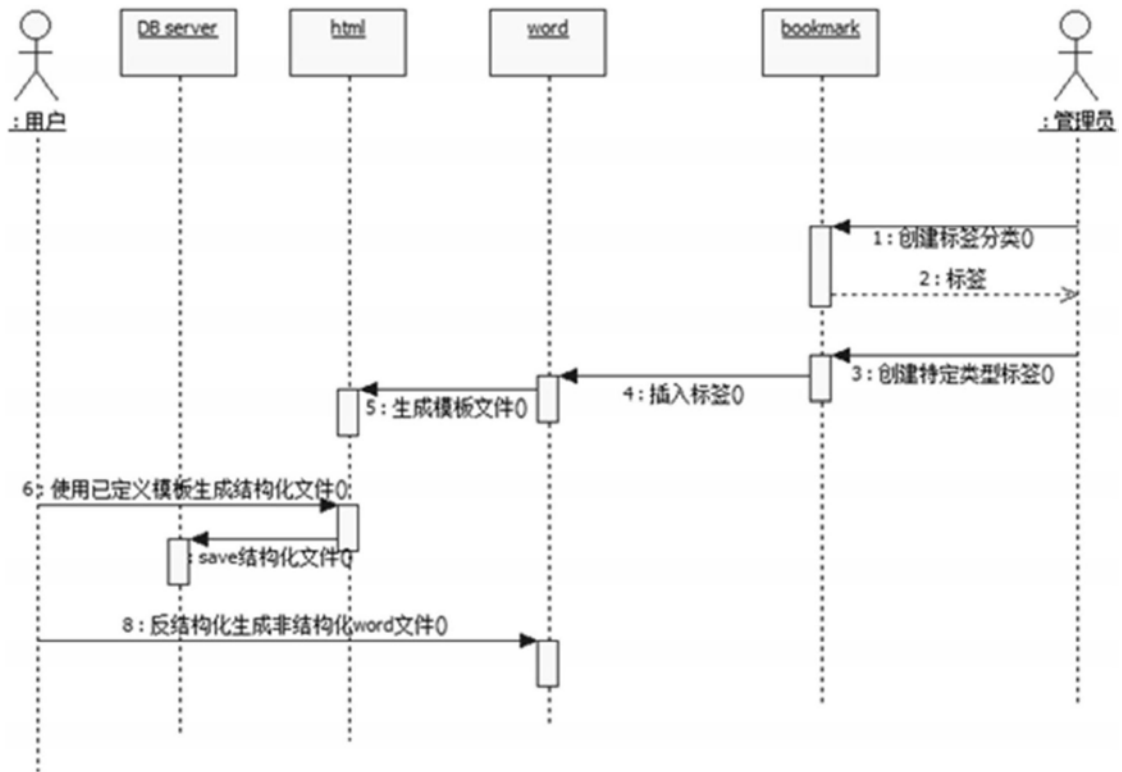 DB server
html
word
bookmark
:用户
:管理员
1:创建标签分类()
2:标签
3:创建特定类型标签()
4:插入标签()
5:生成模板文件()
6:使用已定义模板生成结构化文件()
:save结构化文件()
8:反结构化生成非结构化word文件()